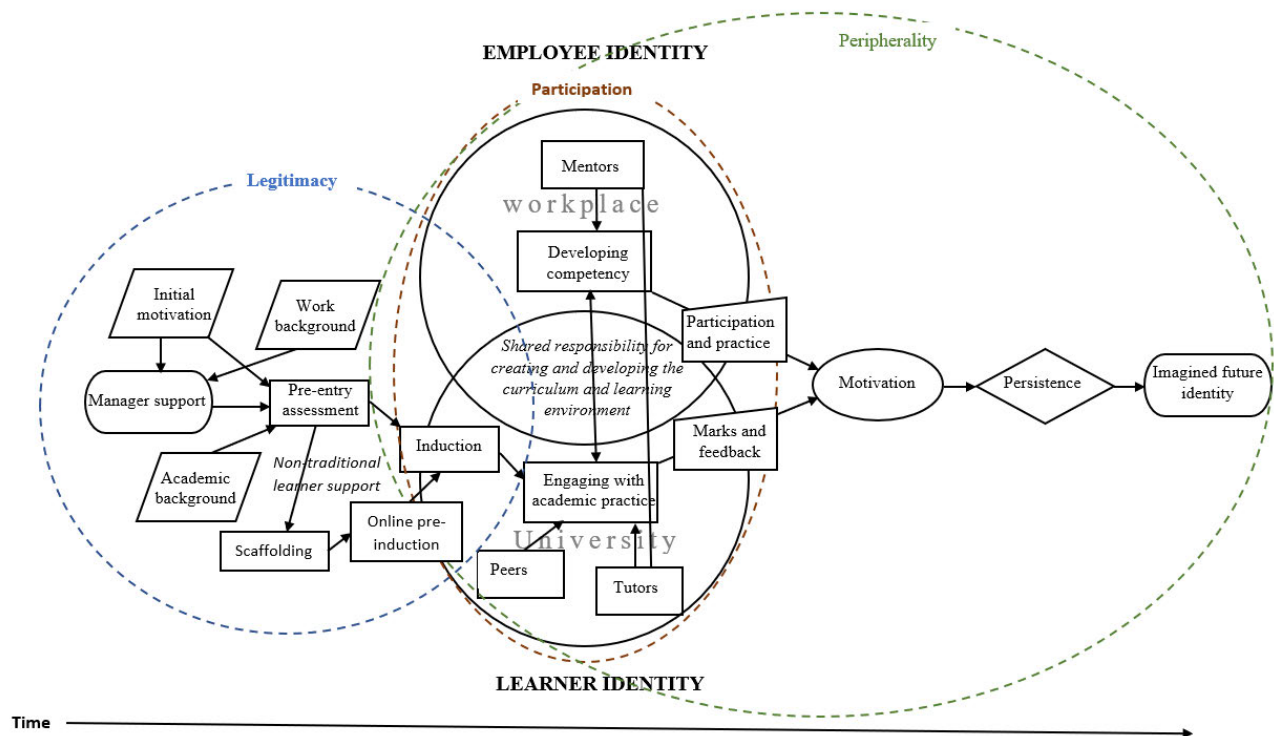 Peripherality
EMPLOYEE IDENTITY
Participation
Legitimacy
Mentors
workplace
Developing
competency
Initial
motivation
Work
background
Manager support
Pre-entry
assessment
Academic
background
Non-traditional
learner support
Scaffolding
Online pre-
induction
Induction
Shared responsibility for
creating and developing the
curriculum and learning
environment
Engaging with
academic practice
University
Peers
Tutors
Participation
and practice
Marks and
feedback
Motivation
Persistence
Imagined future
identity
LEARNER IDENTITY
Time